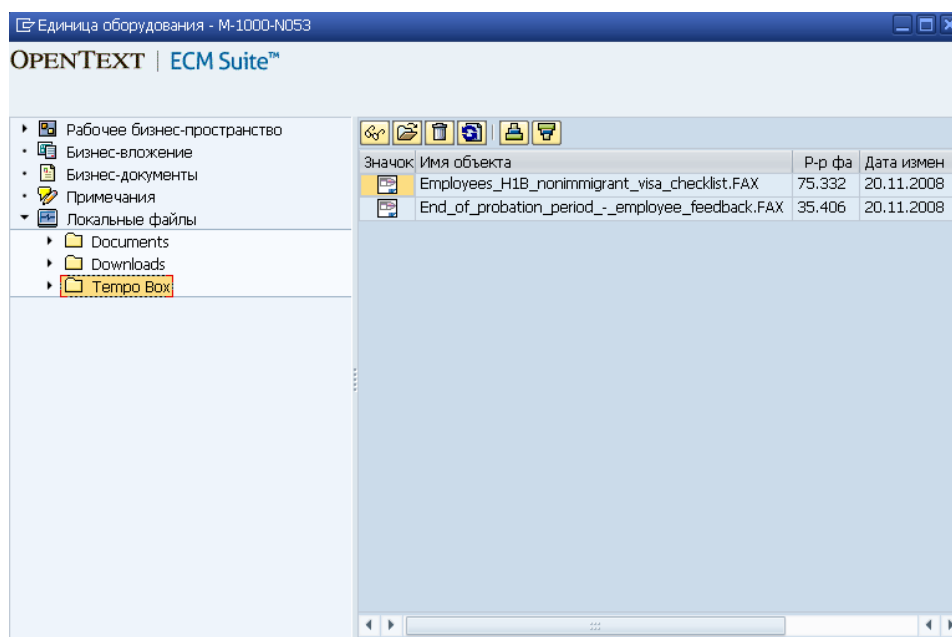 Единица оборудования - M-1000-N053
OPENTEXT | ECM Suite™
Рабочее бизнес-пространство
Бизнес-вложение
Бизнес-документы
Примечания
Локальные файлы
Documents
Downloads
Tempo Box
Значок Имя объекта Р-р фа Дата измен
Employees_H1B_nonimmigrant_visa_checklist.FAX 75.332 20.11.2008
End_of_probation_period_-_employee_feedback.FAX 35.406 20.11.2008